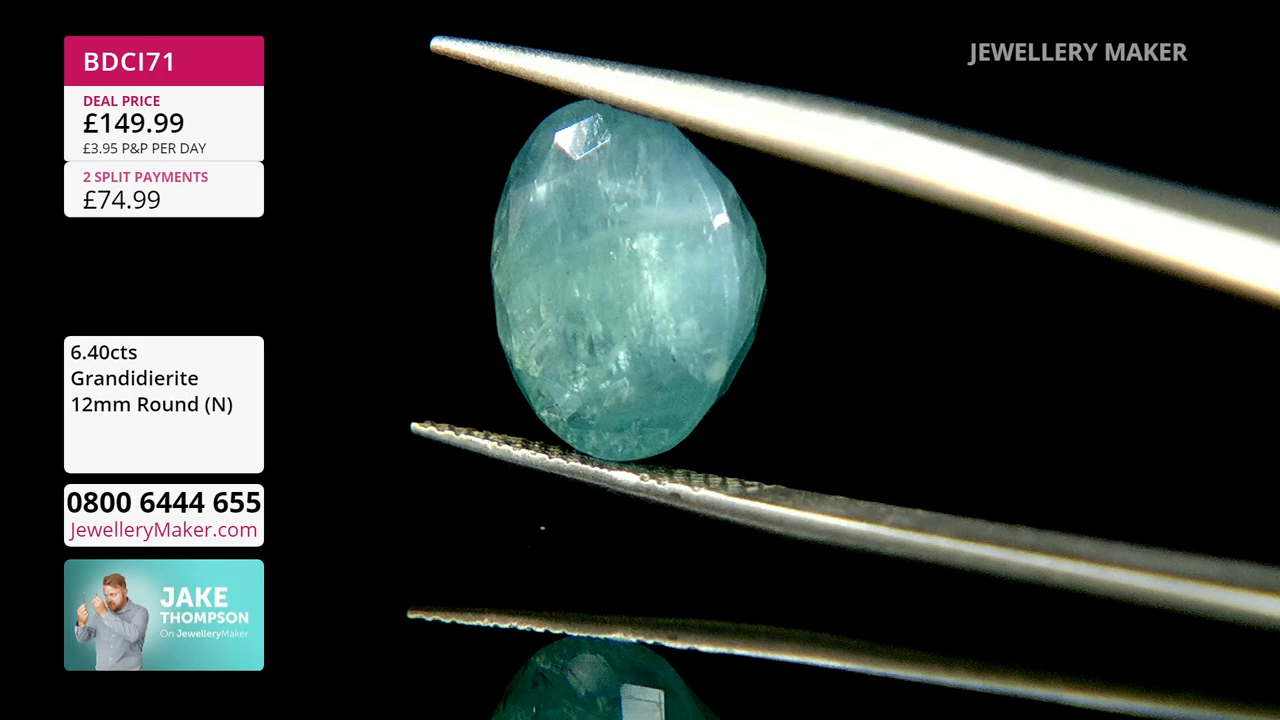 BDCI71
DEAL PRICE
£149.99
£3.95 P&P PER DAY
2 SPLIT PAYMENTS
£74.99
6.40cts
Grandidierite
12mm Round (N)
0800 6444 655
JewelleryMaker.com
JAKE
THOMPSON
On JewelleryMaker
JEWELLERY MAKER